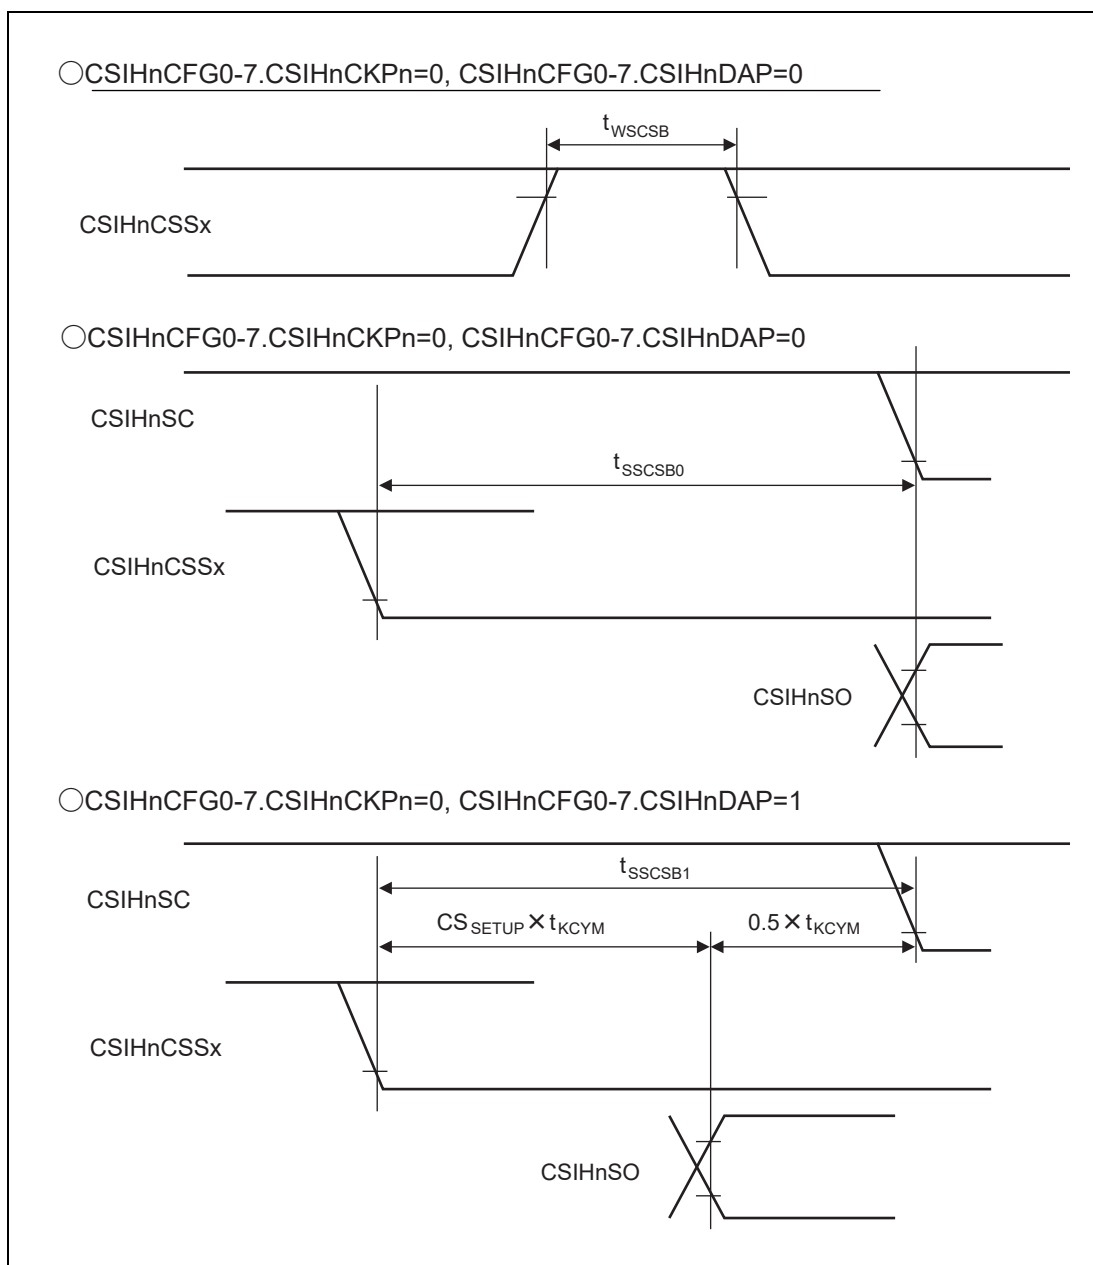 ○CSIHnCFG0-7.CSIHnCKPn=0, CSIHnCFG0-7.CSIHnDAP=0
tWSCSB
CSIHnCSSx
○CSIHnCFG0-7.CSIHnCKPn=0, CSIHnCFG0-7.CSIHnDAP=0
CSIHnSC
tSSCSB0
CSIHnCSSx
CSIHnSO
○CSIHnCFG0-7.CSIHnCKPn=0, CSIHnCFG0-7.CSIHnDAP=1
tSSCSB1
CSIHnSC
CSSETUP×tKCYM 0.5×tKCYM
CSIHnCSSx
CSIHnSO